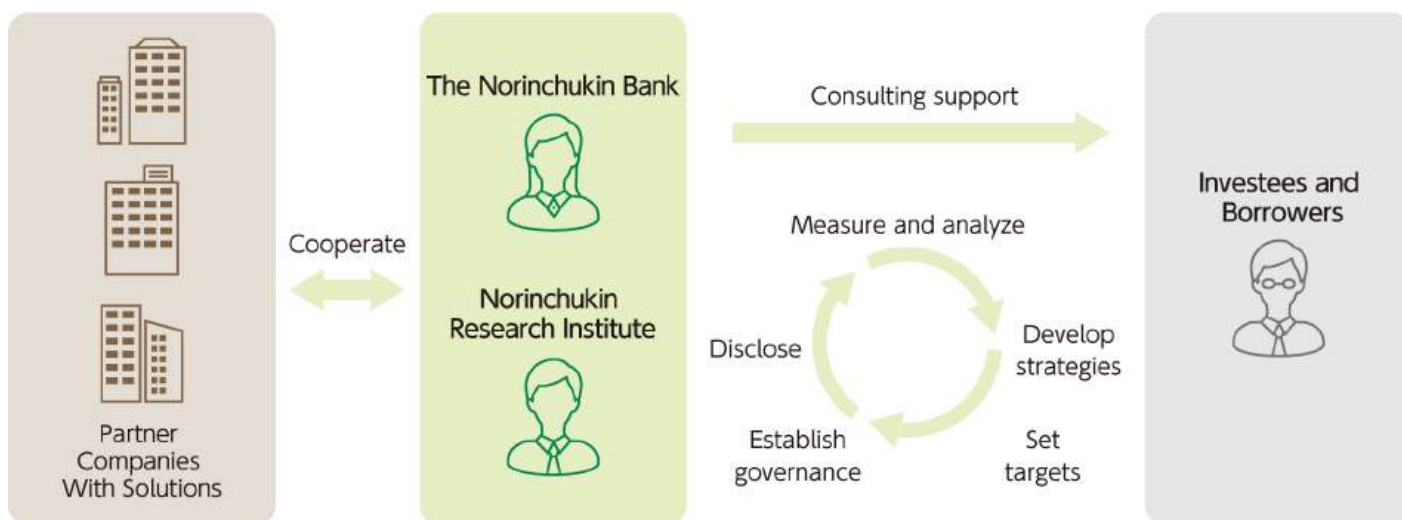 Partner
Companies
With Solutions
Cooperate
The Norinchukin Bank
Norinchukin
Research Institute
Consulting support
Measure and analyze
Develop
strategies
Set
targets
Establish
governance
Disclose
Investees and
Borrowers